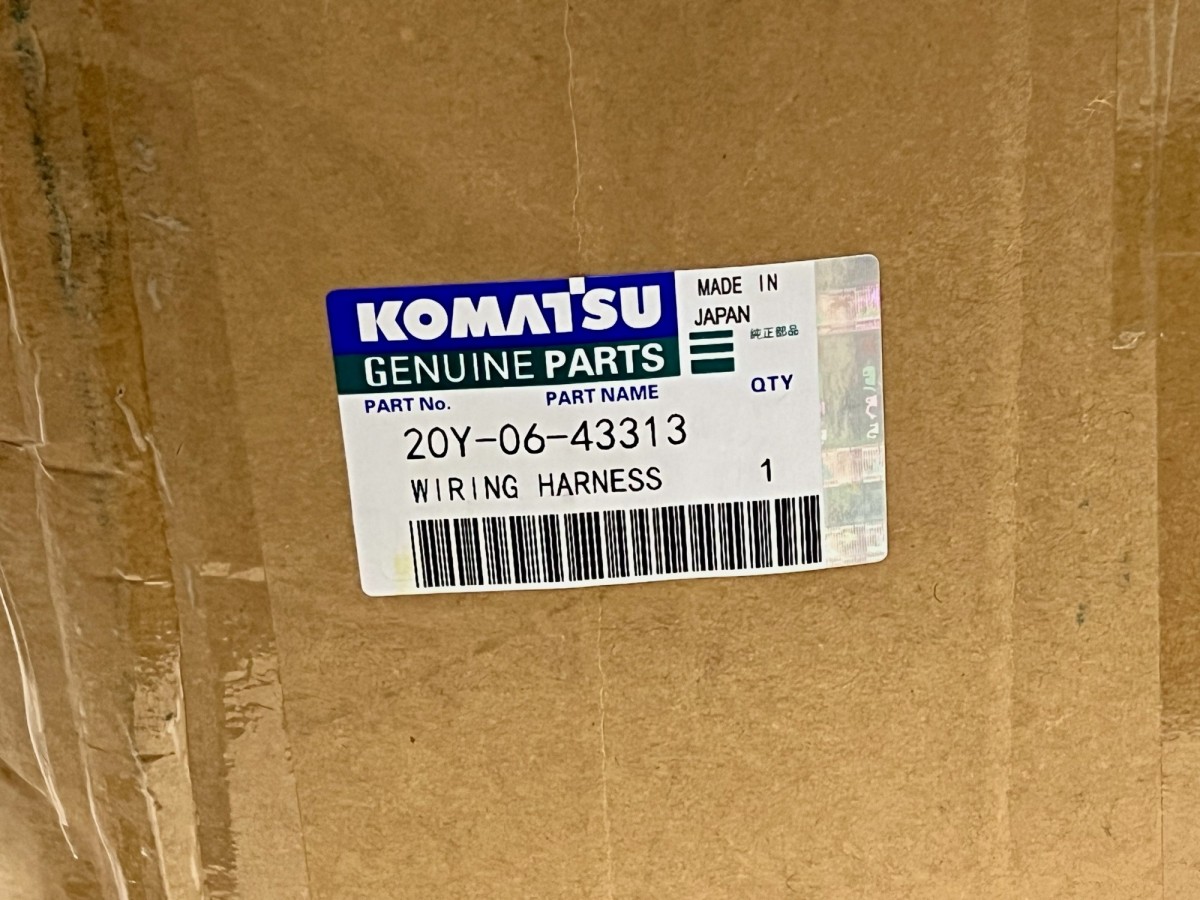 KOMATSU
GENUINE PARTS
MADE IN
JAPAN
純正部品
PART No.
PART NAME
QTY
20Y-06-43313
WIRING HARNESS
1